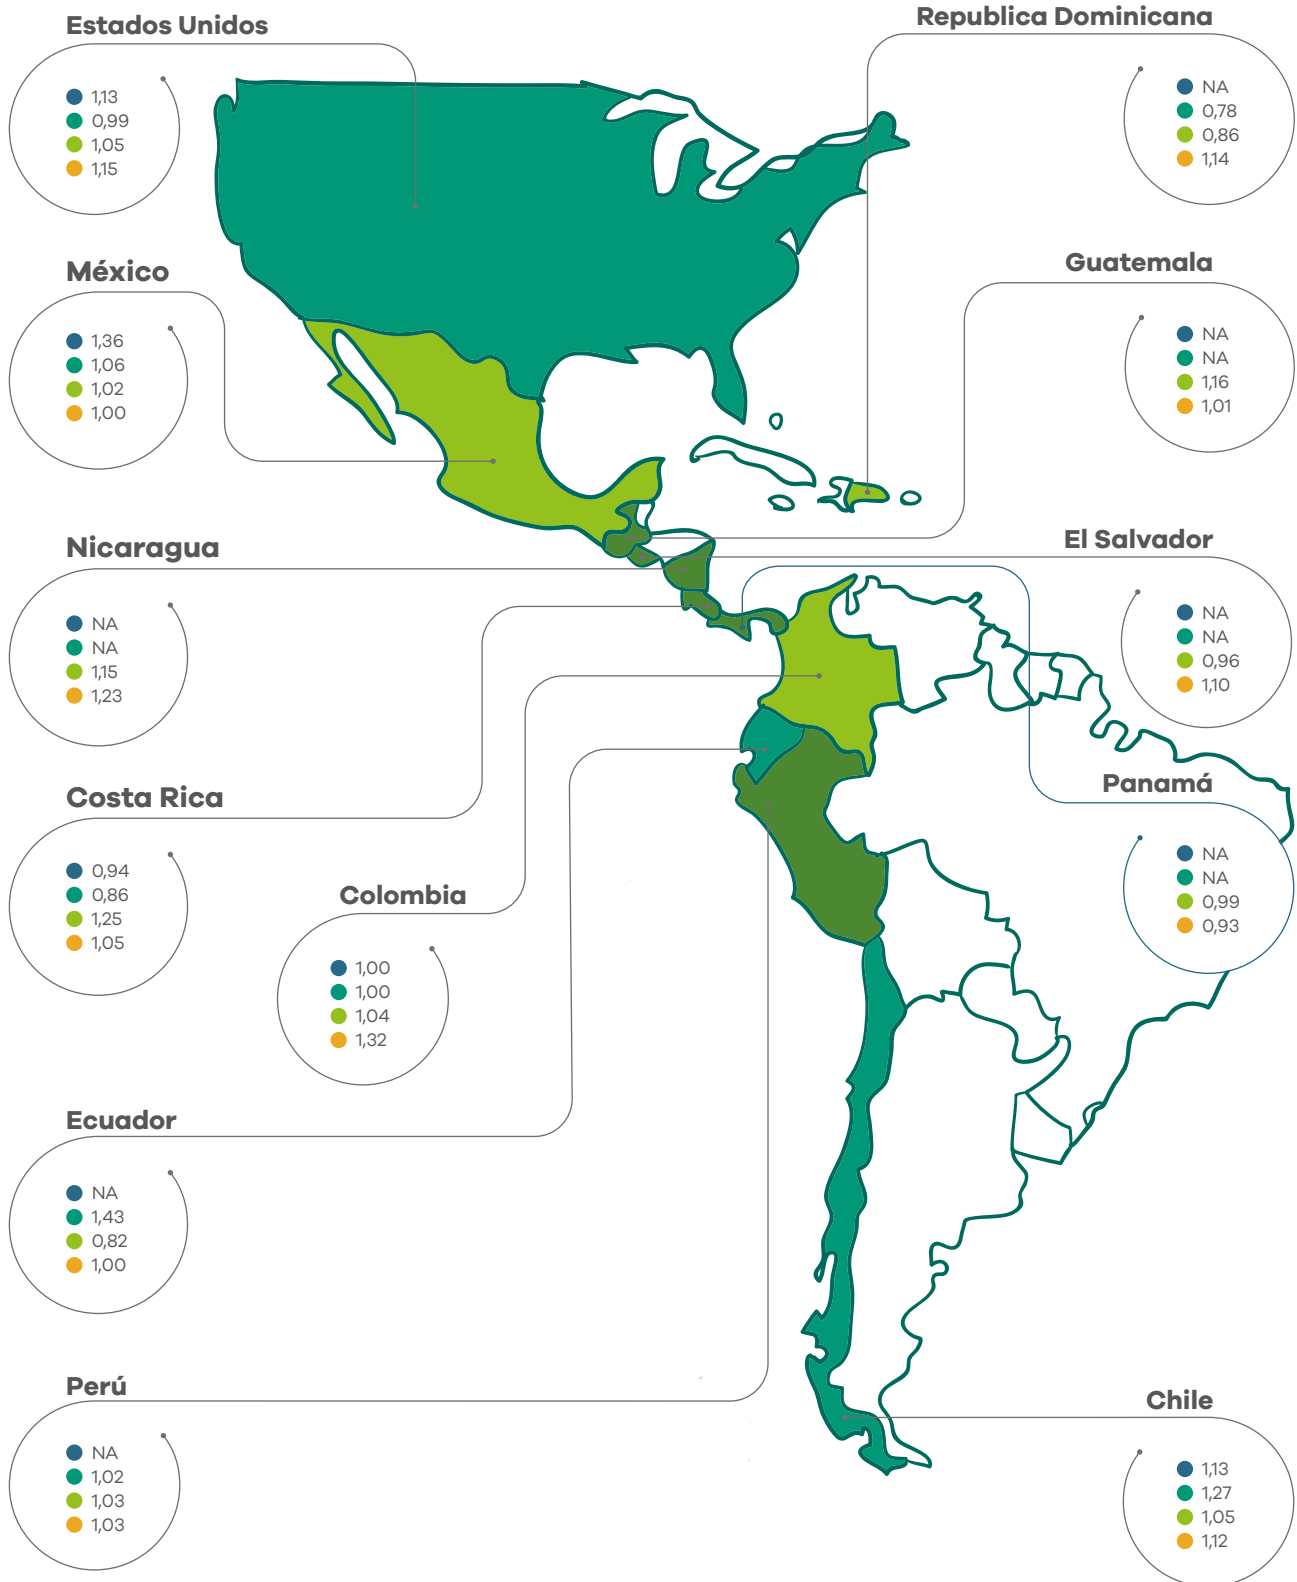 Estados Unidos
1,13
0,99
1,05
1,15
Republica Dominicana
NA
0,78
0,86
1,14
México
1,36
1,06
1,02
1,00
Guatemala
NA
NA
1,16
1,01
Nicaragua
NA
NA
1,15
1,23
El Salvador
NA
NA
0,96
1,10
Costa Rica
0,94
0,86
1,25
1,05
Panamá
NA
NA
0,99
0,93
Colombia
1,00
1,00
1,04
1,32
Ecuador
NA
1,43
0,82
1,00
Perú
NA
1,02
1,03
1,03
Chile
1,13
1,27
1,05
1,12